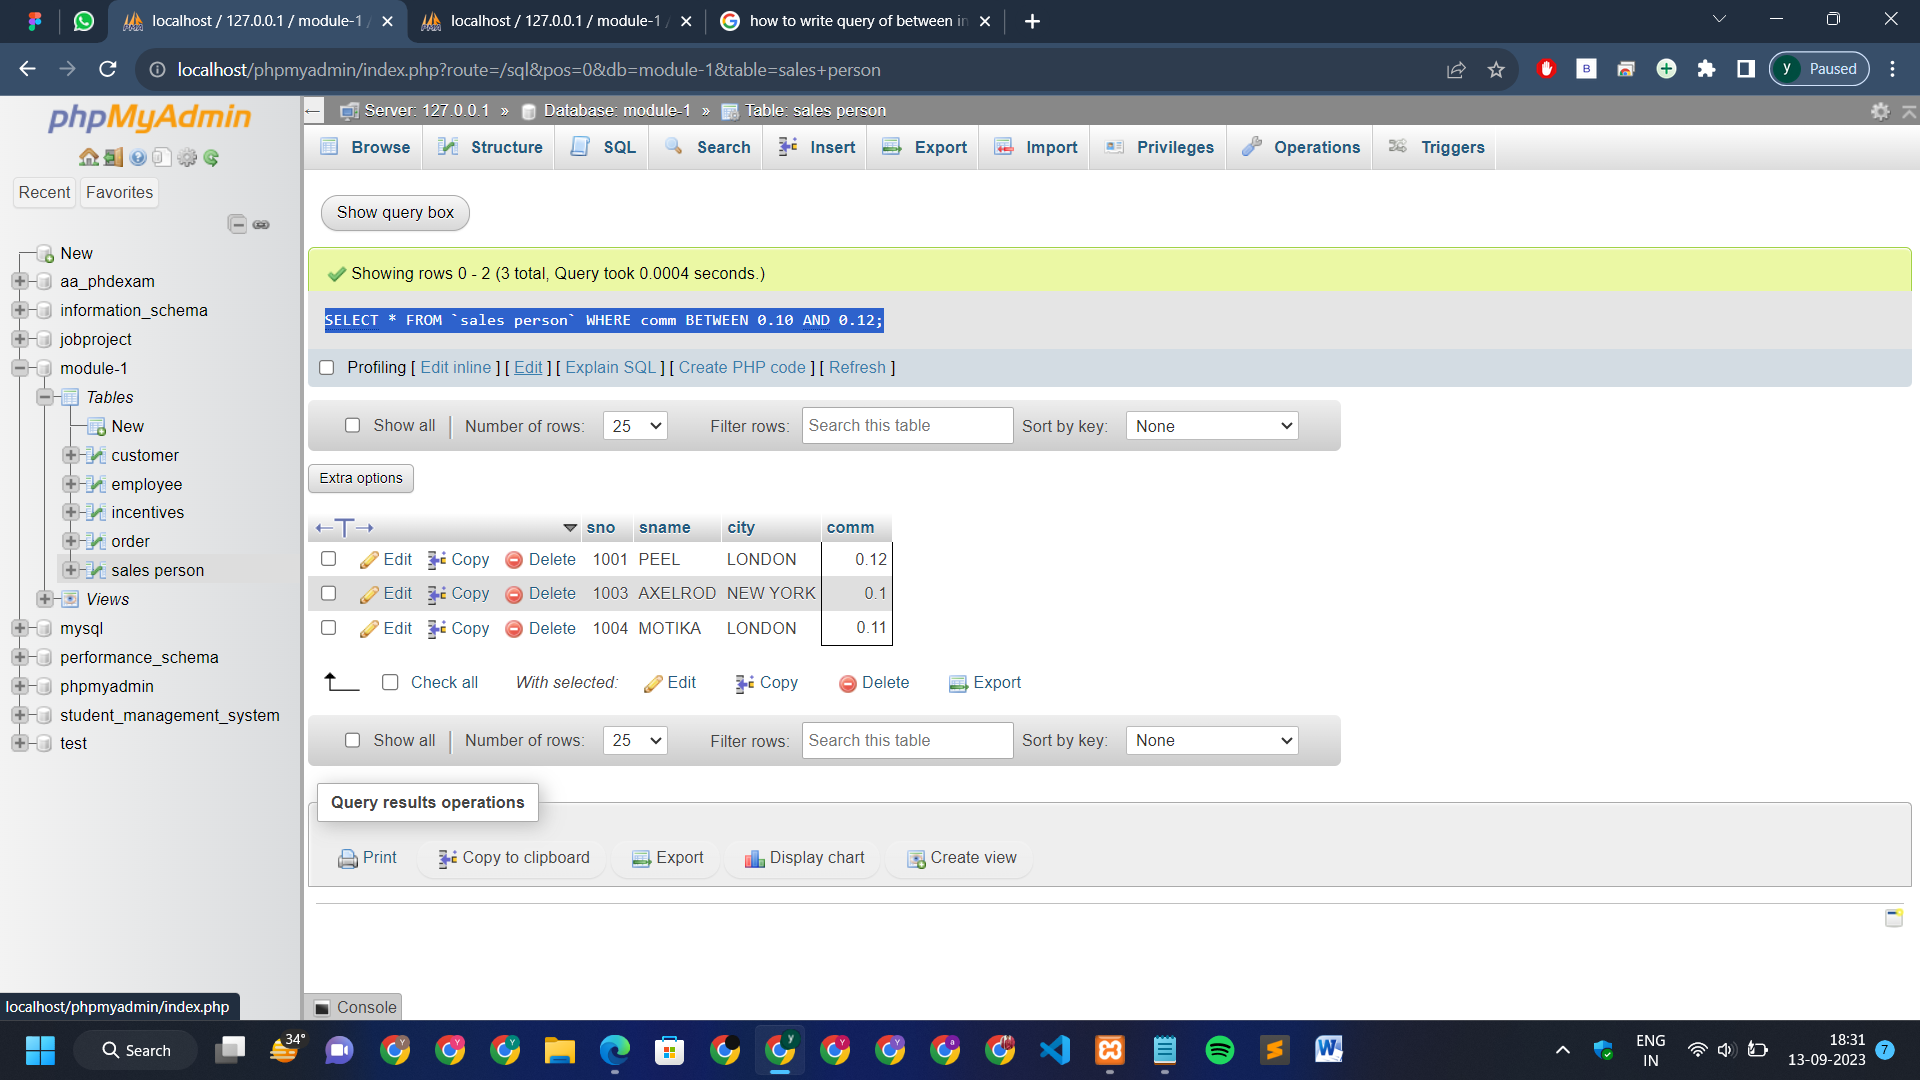 localhost / 127.0.0.1 / module-1 /
localhost / 127.0.0.1 / module-1 /
how to write query of between in
localhost/phpmyadmin/index.php?route=/sql&pos=0&db=module-1&table=sales+person
B
y Paused
phpMyAdmin
Recent
Favorites
New
aa_phdexam
information_schema
jobproject
module-1
Tables
New
customer
employee
incentives
order
sales person
Views
mysql
performance_schema
phpmyadmin
student_management_system
test
localhost/phpmyadmin/index.php
Server: 127.0.0.1 » Database: module-1 » Table: sales person
Browse Structure SQL Search Insert Export Import Privileges Operations Triggers
Show query box
Showing rows 0 - 2 (3 total, Query took 0.0004 seconds.)
SELECT * FROM `sales person` WHERE comm BETWEEN 0.10 AND 0.12;
Profiling [ Edit inline ] [ Edit ] [ Explain SQL ] [ Create PHP code ] [ Refresh ]
Show all Number of rows: 25 Filter rows: Search this table Sort by key: None
Extra options
←T→ sno sname city comm
Edit Copy Delete 1001 PEEL LONDON 0.12
Edit Copy Delete 1003 AXELROD NEW YORK 0.1
Edit Copy Delete 1004 MOTIKA LONDON 0.11
Check all With selected: Edit Copy Delete Export
Show all Number of rows: 25 Filter rows: Search this table Sort by key: None
Query results operations
Print Copy to clipboard Export Display chart Create view
Console
Search
34°
ENG
IN
18:31
13-09-2023
7